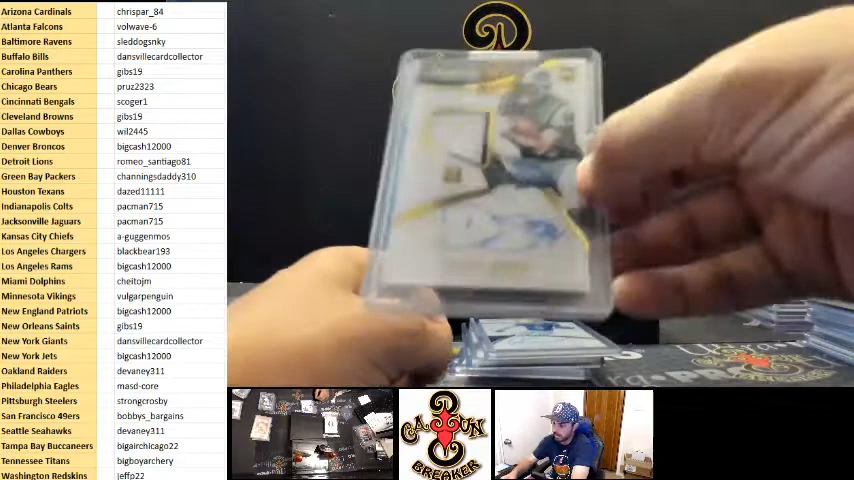 Arizona Cardinals chrispar_84
Atlanta Falcons volwave-6
Baltimore Ravens sleddogsnky
Buffalo Bills dansvillecardcollector
Carolina Panthers gibs19
Chicago Bears pruz2323
Cincinnati Bengals scoger1
Cleveland Browns gibs19
Dallas Cowboys wil2445
Denver Broncos bigcash12000
Detroit Lions romeo_santiago81
Green Bay Packers channingsdaddy310
Houston Texans dazed11111
Indianapolis Colts pacman715
Jacksonville Jaguars pacman715
Kansas City Chiefs a-guggenmos
Los Angeles Chargers blackbear193
Los Angeles Rams bigcash12000
Miami Dolphins cheitojm
Minnesota Vikings vulgarpenguin
New England Patriots bigcash12000
New Orleans Saints gibs19
New York Giants dansvillecardcollector
New York Jets bigcash12000
Oakland Raiders devaney311
Philadelphia Eagles masd-core
Pittsburgh Steelers strongcrosby
San Francisco 49ers bobbys_bargains
Seattle Seahawks devaney311
Tampa Bay Buccaneers bigairchicago22
Tennessee Titans bigboyarchery
Washington Redskins jeffp22
CAJUN
BREAKER